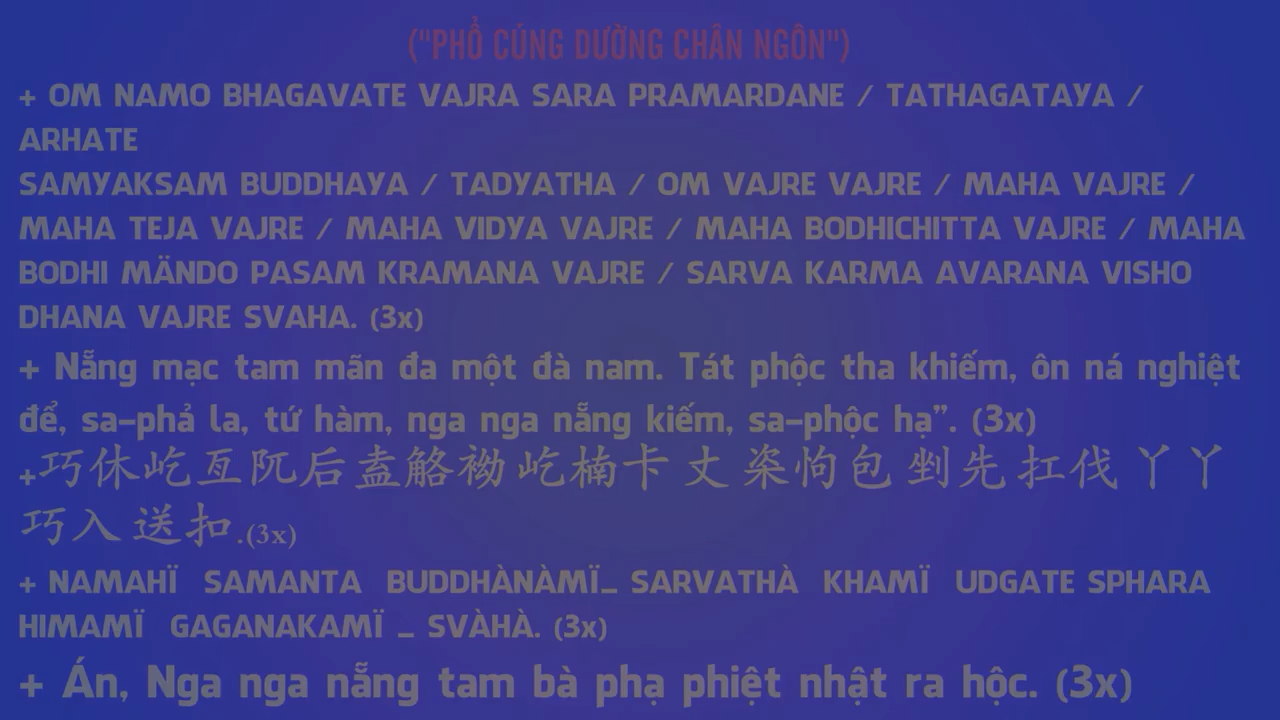 ("PHỔ CÚNG DƯỜNG CHÂN NGÔN")
+ OM NAMO BHAGAVATE VAJRA SARA PRAMARDANE / TATHAGATAYA /
ARHATE
SAMYAKSAM BUDDHAYA / TADYATHA / OM VAJRE VAJRE / MAHA VAJRE /
MAHA TEJA VAJRE / MAHA VIDYA VAJRE / MAHA BODHICHITTA VAJRE / MAHA
BODHI MÄNDO PASAM KRAMANA VAJRE / SARVA KARMA AVARANA VISHO
DHANA VAJRE SVAHA. (3x)
+ Nẵng mạc tam mãn đa một đà nam. Tát phộc tha khiếm, ôn ná nghiệt
để, sa-phả la, tứ hàm, nga nga nẵng kiếm, sa-phộc hạ”. (3x)
+巧休屹亙阢后盍觡袎屹楠卡丈粢怐包剉先扛伐丫丫
巧入送扣.(3x)
+ NAMAHÏ SAMANTA BUDDHÀNÀMÏ_ SARVATHÀ KHAMÏ UDGATE SPHARA
HIMAMÏ GAGANAKAMÏ _ SVÀHÀ. (3x)
+ Án, Nga nga nẵng tam bà phạ phiệt nhật ra hộc. (3x)